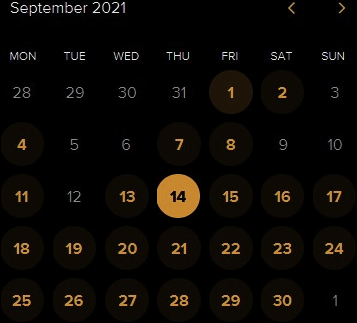 September 2021
MON TUE WED THU FRI SAT SUN
28 29 30 31 1 2 3
4 5 6 7 8 9 10
11 12 13 14 15 16 17
18 19 20 21 22 23 24
25 26 27 28 29 30 1